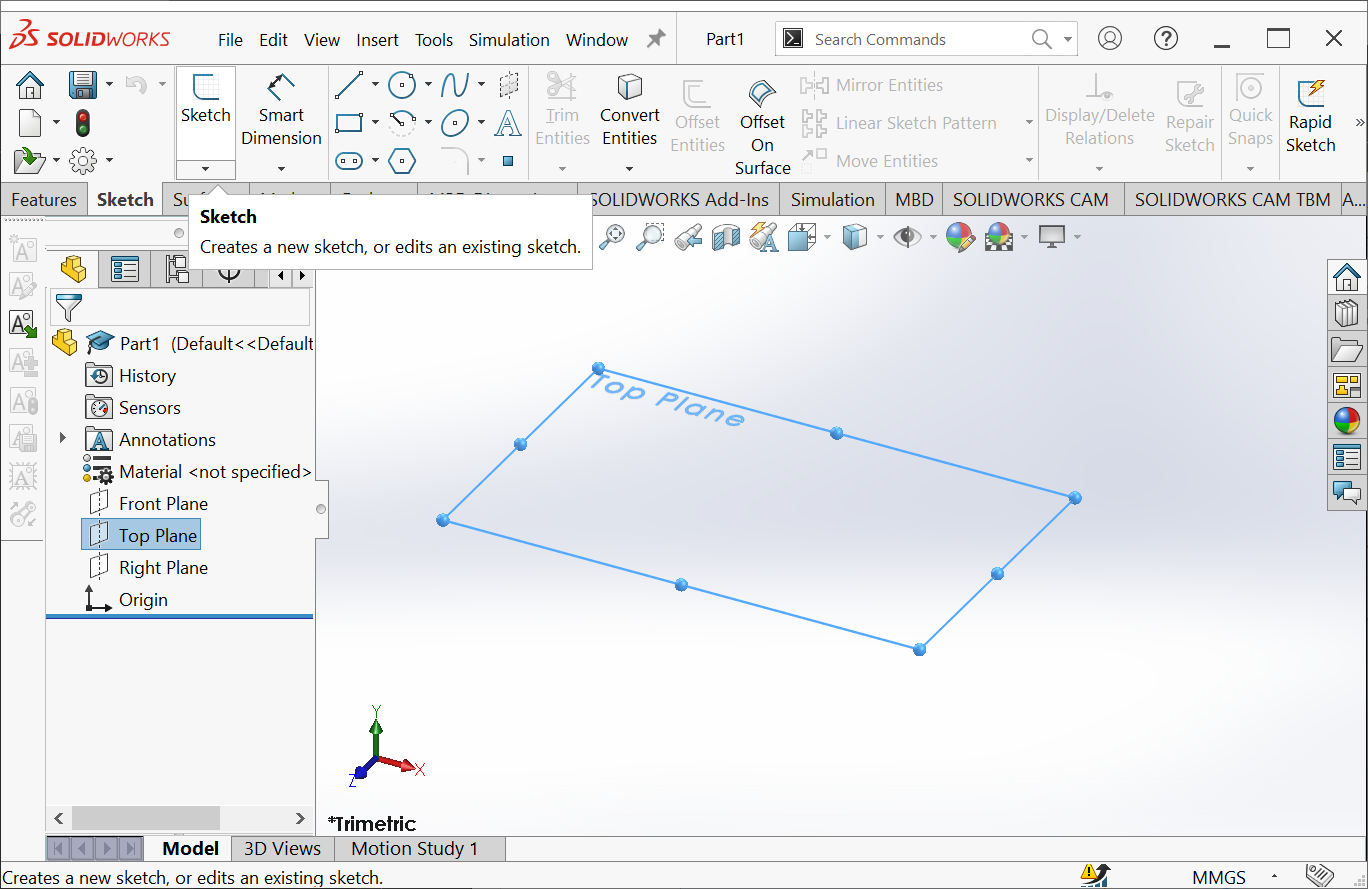 SOLIDWORKS
File Edit View Insert Tools Simulation Window
Part1
Search Commands
Sketch
Smart
Dimension
Trim
Entities
Convert
Entities
Offset
Entities
Offset
On
Surface
Mirror Entities
Linear Sketch Pattern
Move Entities
Display/Delete
Relations
Repair
Sketch
Quick
Snaps
Rapid
Sketch
Features
Sketch
SOLIDWORKS Add-Ins
Simulation
MBD
SOLIDWORKS CAM
SOLIDWORKS CAM TBM
A...
Sketch
Creates a new sketch, or edits an existing sketch.
Part1 (Default<<Default
History
Sensors
Annotations
Material <not specified>
Front Plane
Top Plane
Right Plane
Origin
Top Plane
Y
X
Z
*Trimetric
Model
3D Views
Motion Study 1
Creates a new sketch, or edits an existing sketch.
MMGS